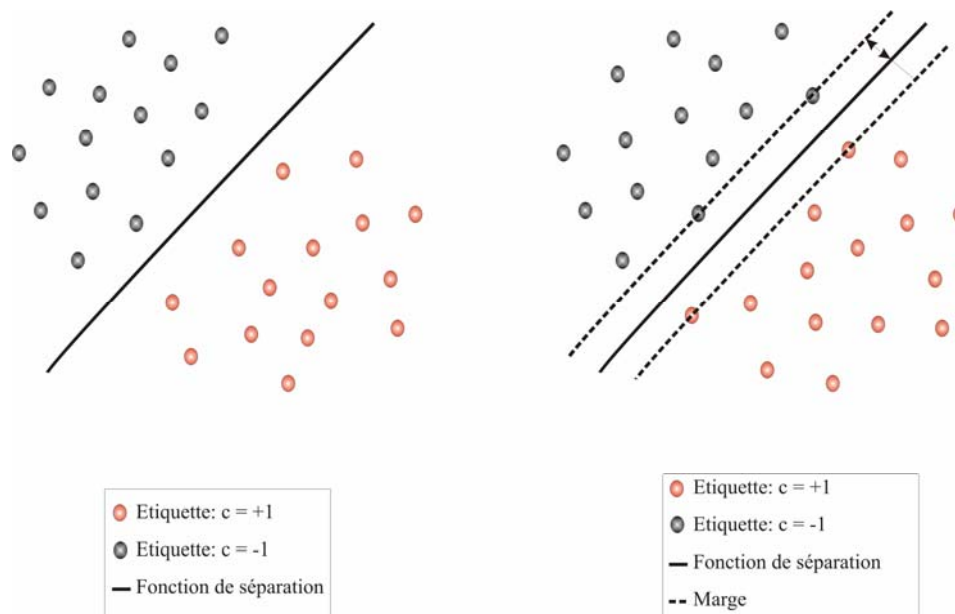 Etiquette: c = +1
Etiquette: c = -1
Fonction de séparation
Etiquette: c = +1
Etiquette: c = -1
Fonction de séparation
Marge